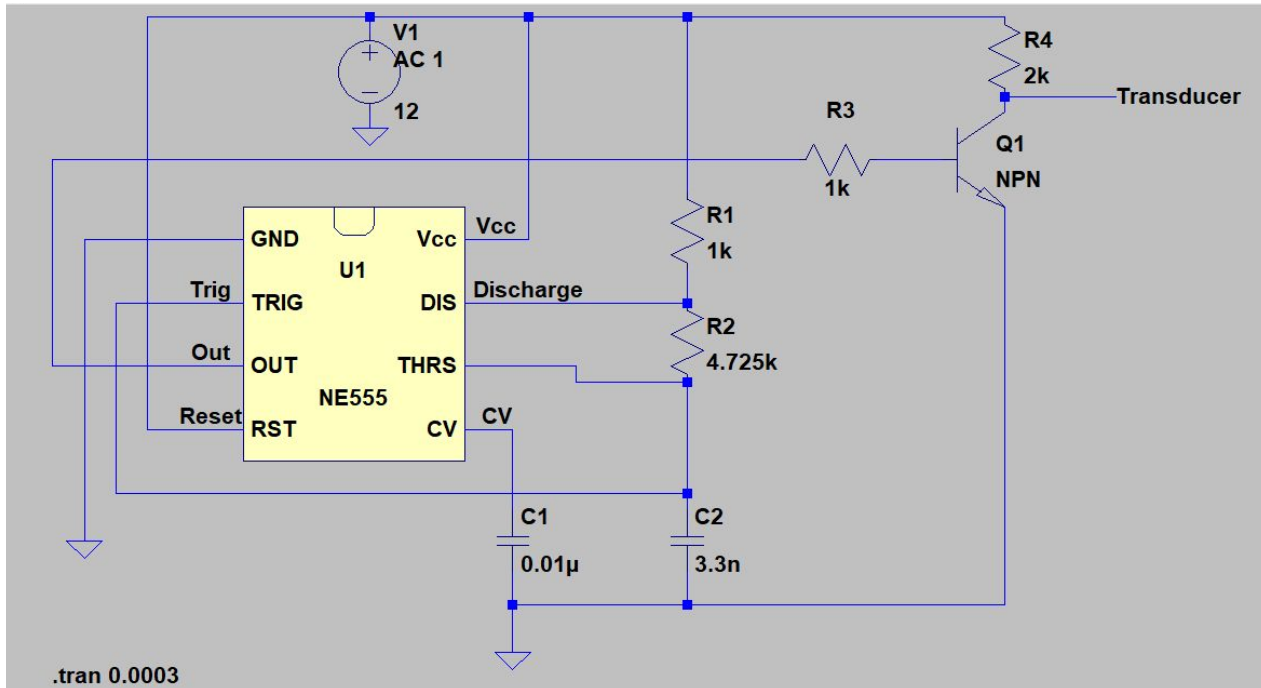 V1
AC 1
12
R4
2k
Transducer
R3
1k
Q1
NPN
R1
1k
GND
Vcc
Vcc
U1
Trig
TRIG
DIS
Discharge
R2
4.725k
Out
OUT
THRS
NE555
Reset
RST
CV
CV
C1
0.01µ
C2
3.3n
.tran 0.0003